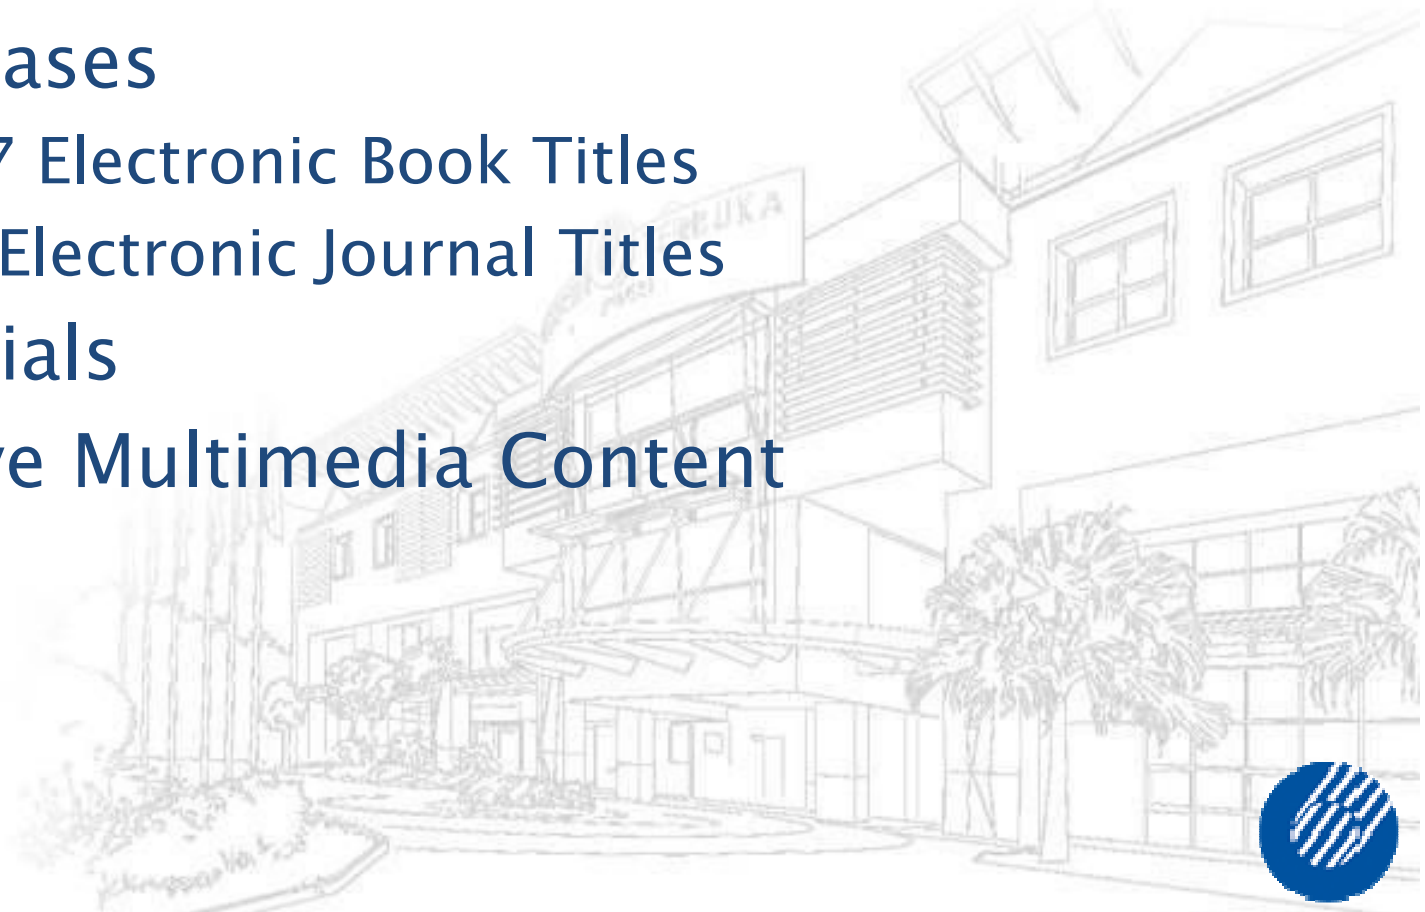 ases
7 Electronic Book Titles
Electronic Journal Titles
ials
ve Multimedia Content